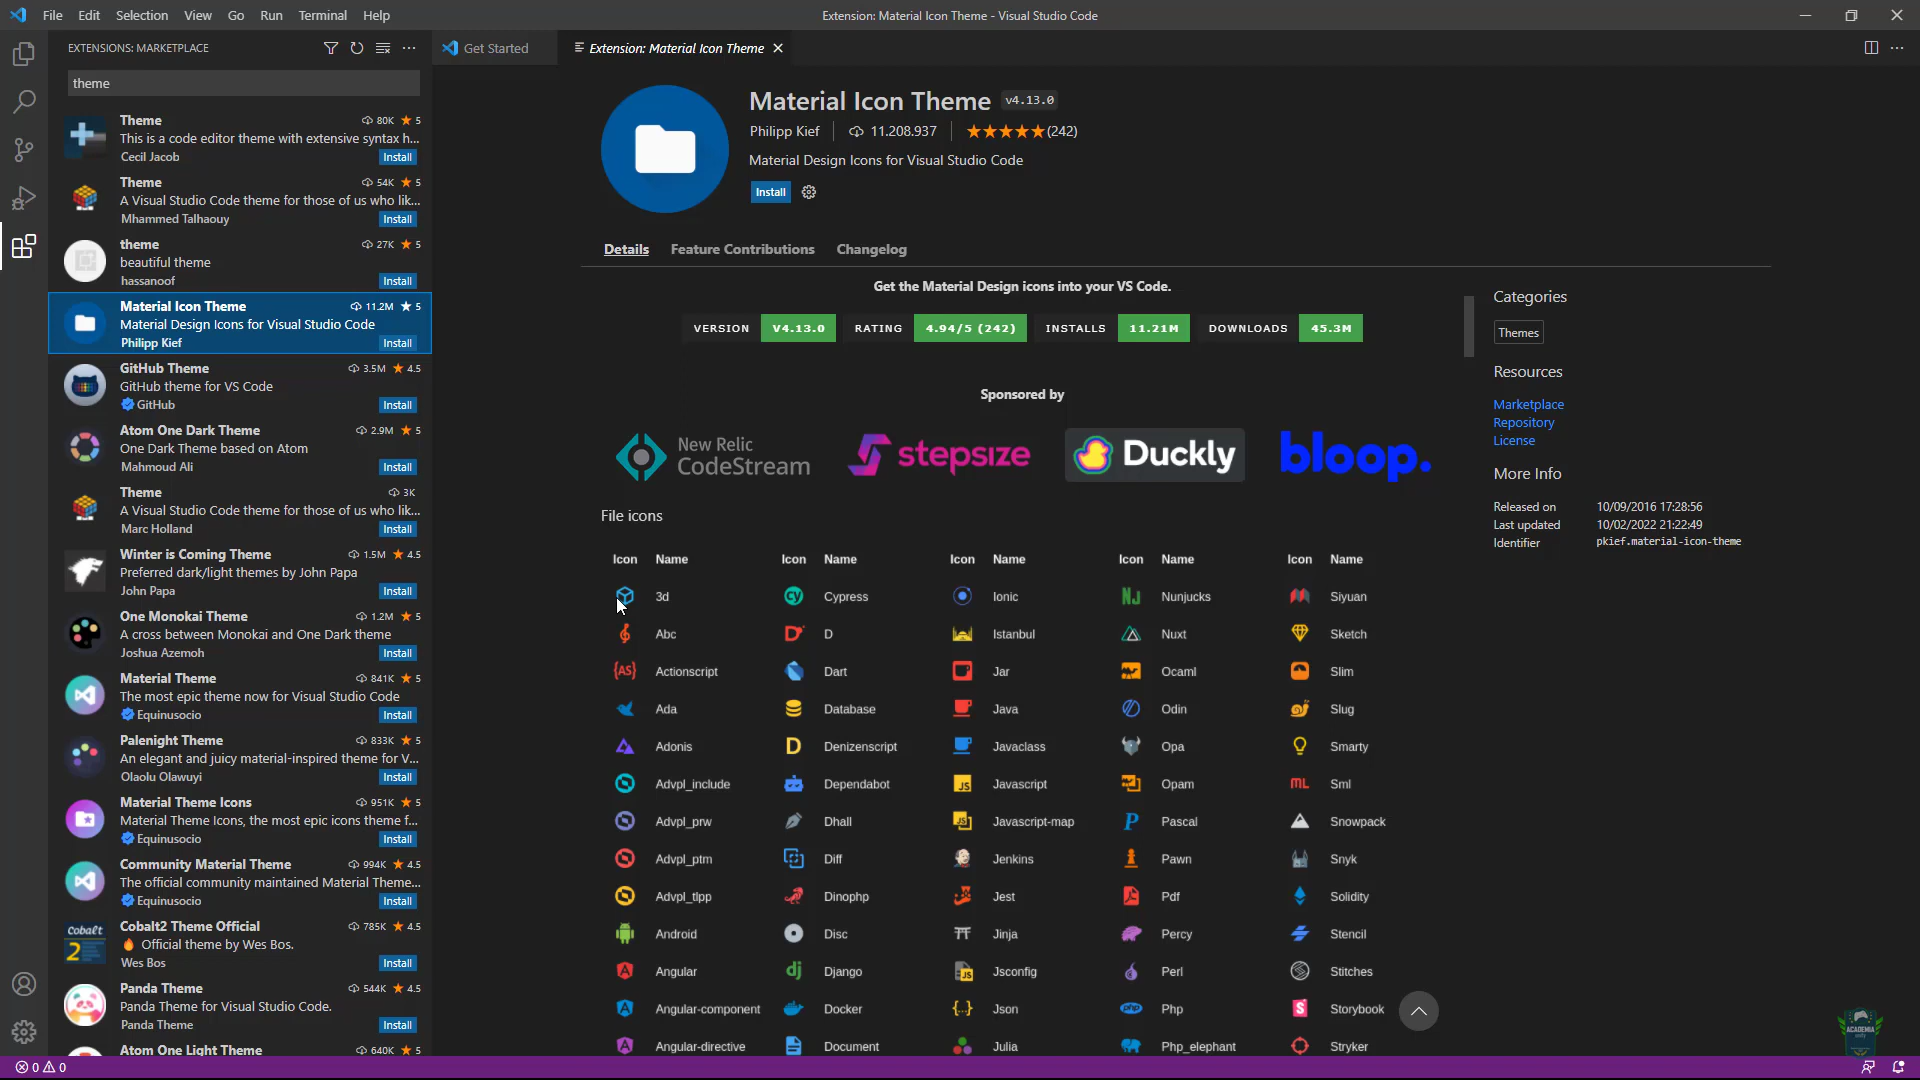 File Edit Selection View Go Run Terminal Help
Extension: Material Icon Theme - Visual Studio Code
EXTENSIONS: MARKETPLACE
Get Started
Extension: Material Icon Theme
theme
Theme 80K 5
This is a code editor theme with extensive syntax h...
Cecil Jacob Install
Theme 54K 5
A Visual Studio Code theme for those of us who lik...
Mhammed Talhaouy Install
theme 27K 5
beautiful theme
hassanoof Install
Material Icon Theme 11.2M 5
Material Design Icons for Visual Studio Code
Philipp Kief Install
GitHub Theme 3.5M 4.5
GitHub theme for VS Code
GitHub Install
Atom One Dark Theme 2.9M 5
One Dark Theme based on Atom
Mahmoud Ali Install
Theme 3K
A Visual Studio Code theme for those of us who lik...
Marc Holland Install
Winter is Coming Theme 1.5M 4.5
Preferred dark/light themes by John Papa
John Papa Install
One Monokai Theme 1.2M 5
A cross between Monokai and One Dark theme
Joshua Azemoh Install
Material Theme 841K 5
The most epic theme now for Visual Studio Code
Equinusocio Install
Palenight Theme 833K 5
An elegant and juicy material-inspired theme for V...
Olaolu Olawuyi Install
Material Theme Icons 951K 5
Material Theme Icons, the most epic icons theme f...
Equinusocio Install
Community Material Theme 994K 4.5
The official community maintained Material Theme...
Equinusocio Install
Cobalt 2
Cobalt2 Theme Official 785K 4.5
Official theme by Wes Bos.
Wes Bos Install
Panda Theme 544K 4.5
Panda Theme for Visual Studio Code.
Panda Theme Install
Atom One Light Theme 640K 5
Material Icon Theme v4.13.0
Philipp Kief 11.208.937 (242)
Material Design Icons for Visual Studio Code
Install
Details Feature Contributions Changelog
Get the Material Design icons into your VS Code.
VERSION V4.13.0 RATING 4.94/5 (242) INSTALLS 11.21M DOWNLOADS 45.3M
Sponsored by
New Relic CodeStream stepsize Duckly bloop.
File icons
Icon Name Icon Name Icon Name Icon Name Icon Name
3d Cypress Ionic Nunjucks Siyuan
Abc D Istanbul Nuxt Sketch
Actionscript Dart Jar Ocaml Slim
Ada Database Java Odin Slug
Adonis Denizenscript Javaclass Opa Smarty
Advpl_include Dependabot Javascript Opam Sml
Advpl_prw Dhall Javascript-map Pascal Snowpack
Advpl_ptm Diff Jenkins Pawn Snyk
Advpl_tlpp Dinophp Jest Pdf Solidity
Android Disc Jinja Percy Stencil
Angular Django Jsconfig Perl Stitches
Angular-component Docker Json Php Storybook
Angular-directive Document Julia Php_elephant Stryker
Categories
Themes
Resources
Marketplace
Repository
License
More Info
Released on 10/09/2016 17:28:56
Last updated 10/02/2022 21:22:49
Identifier pkief.material-icon-theme
ACADEMIA
0 0